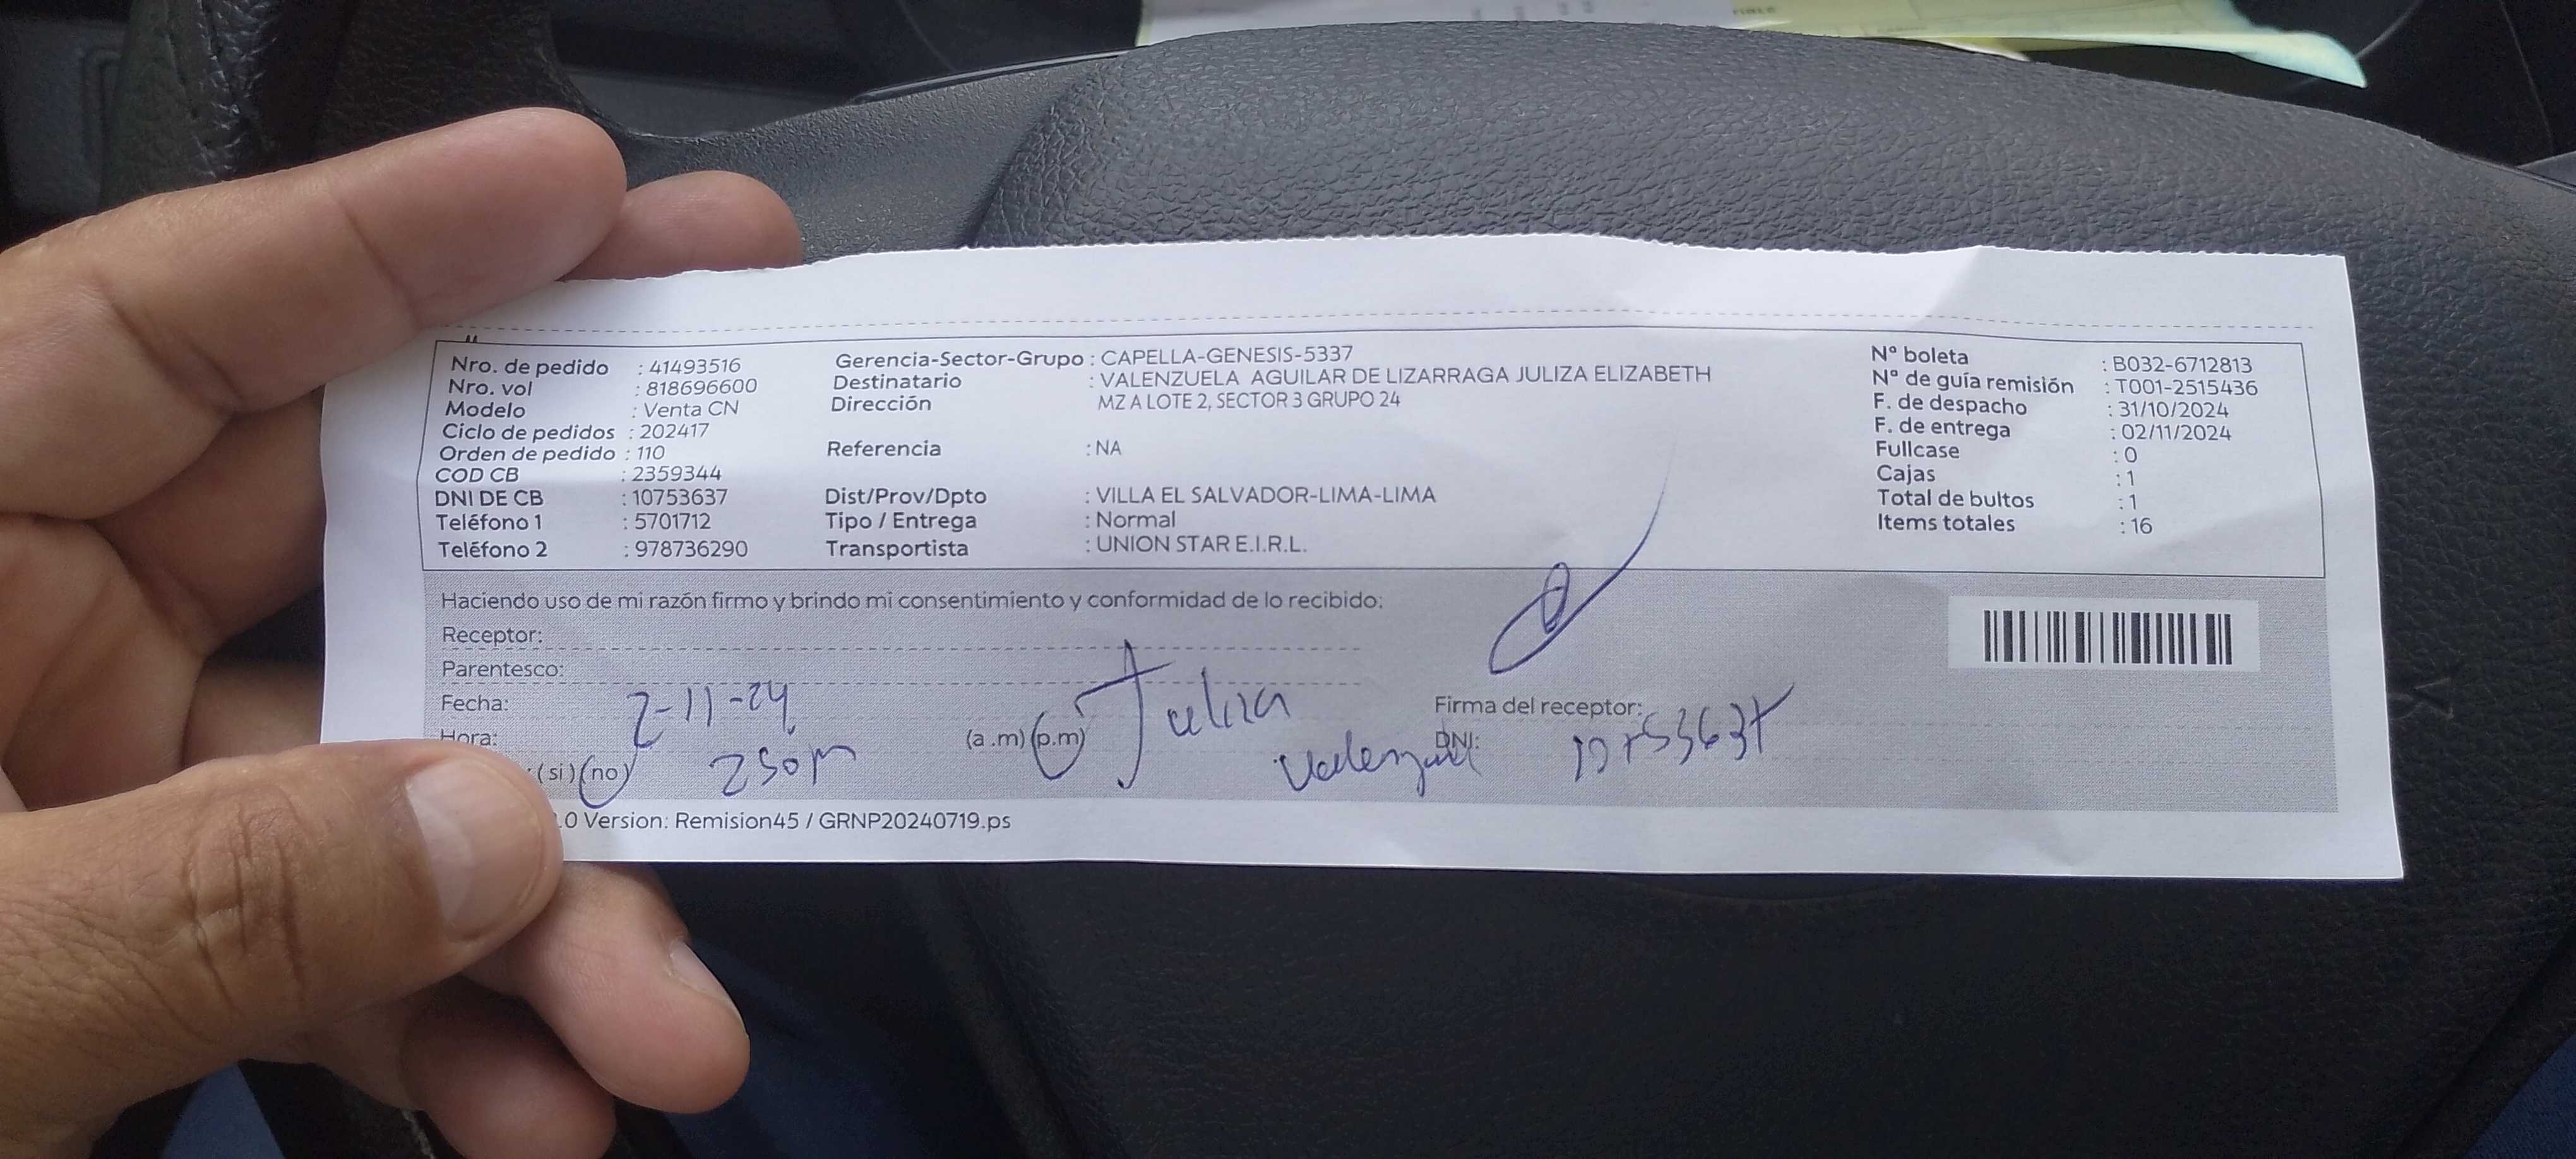 Nro. de pedido : 41493516
Nro. vol : 818696600
Modelo : Venta CN
Ciclo de pedidos : 202417
Orden de pedido : 110
COD CB : 2359344
DNI DE CB : 10753637
Teléfono 1 : 5701712
Teléfono 2 : 978736290
Gerencia-Sector-Grupo : CAPELLA-GENESIS-5337
Destinatario : VALENZUELA AGUILAR DE LIZARRAGA JULIZA ELIZABETH
Dirección MZ A LOTE 2, SECTOR 3 GRUPO 24
Referencia : NA
Dist/Prov/Dpto : VILLA EL SALVADOR-LIMA-LIMA
Tipo / Entrega : Normal
Transportista : UNION STAR E.I.R.L.
Nº boleta : B032-6712813
Nº de guía remisión : T001-2515436
F. de despacho : 31/10/2024
F. de entrega : 02/11/2024
Fullcase : 0
Cajas : 1
Total de bultos : 1
Items totales : 16
Haciendo uso de mi razón firmo y brindo mi consentimiento y conformidad de lo recibido:
Receptor:
Parentesco:
Fecha: 2-11-24 Juliza Firma del receptor:
Hora: 250 pm (a.m) (p.m) Valenzuela DNI: 10753637
(si) (no)
.0 Version: Remision45 / GRNP20240719.ps